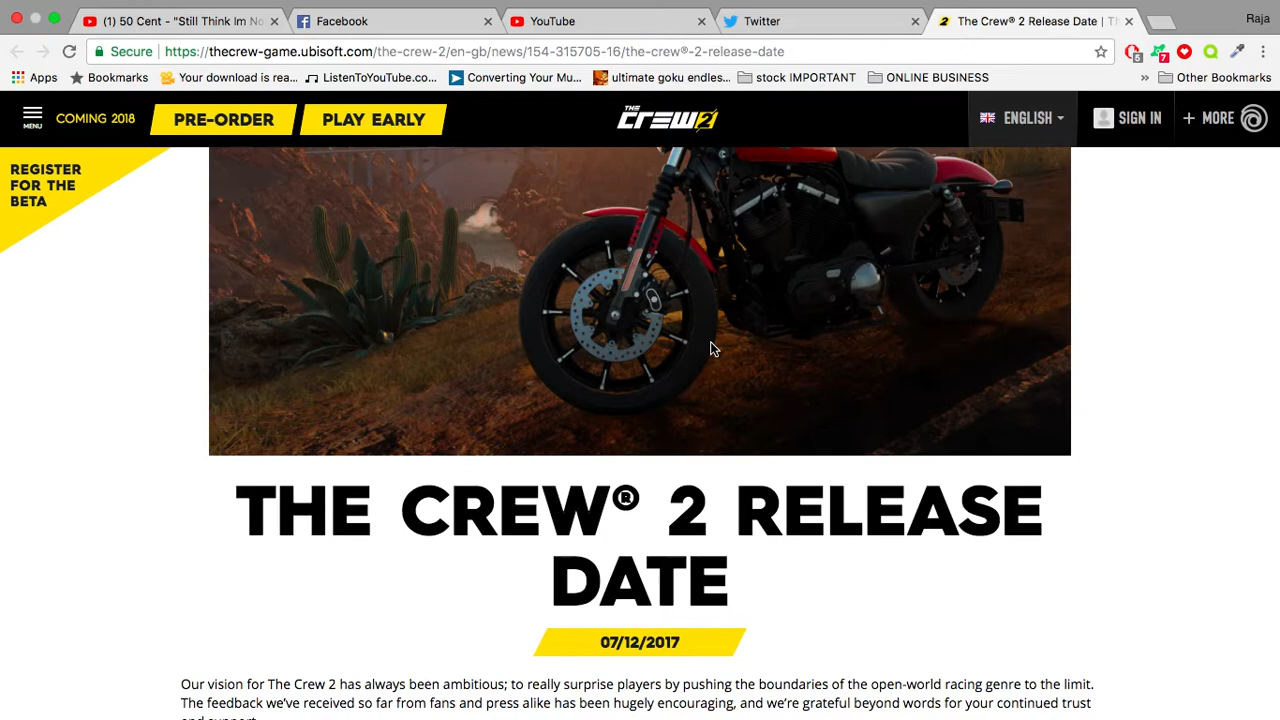 (1) 50 Cent - "Still Think Im No
Facebook
YouTube
Twitter
The Crew® 2 Release Date | Th
Raja
Secure
https://thecrew-game.ubisoft.com/the-crew-2/en-gb/news/154-315705-16/the-crew®-2-release-date
5
7
Apps
Bookmarks
Your download is rea...
ListenToYouTube.co...
Converting Your Mu...
ultimate goku endles...
stock IMPORTANT
ONLINE BUSINESS
»
Other Bookmarks
MENU
COMING 2018
PRE-ORDER
PLAY EARLY
THE CREW 2
ENGLISH
SIGN IN
+ MORE
REGISTER
FOR THE
BETA
THE CREW® 2 RELEASE
DATE
07/12/2017
Our vision for The Crew 2 has always been ambitious; to really surprise players by pushing the boundaries of the open-world racing genre to the limit.
The feedback we've received so far from fans and press alike has been hugely encouraging, and we're grateful beyond words for your continued trust
and support.